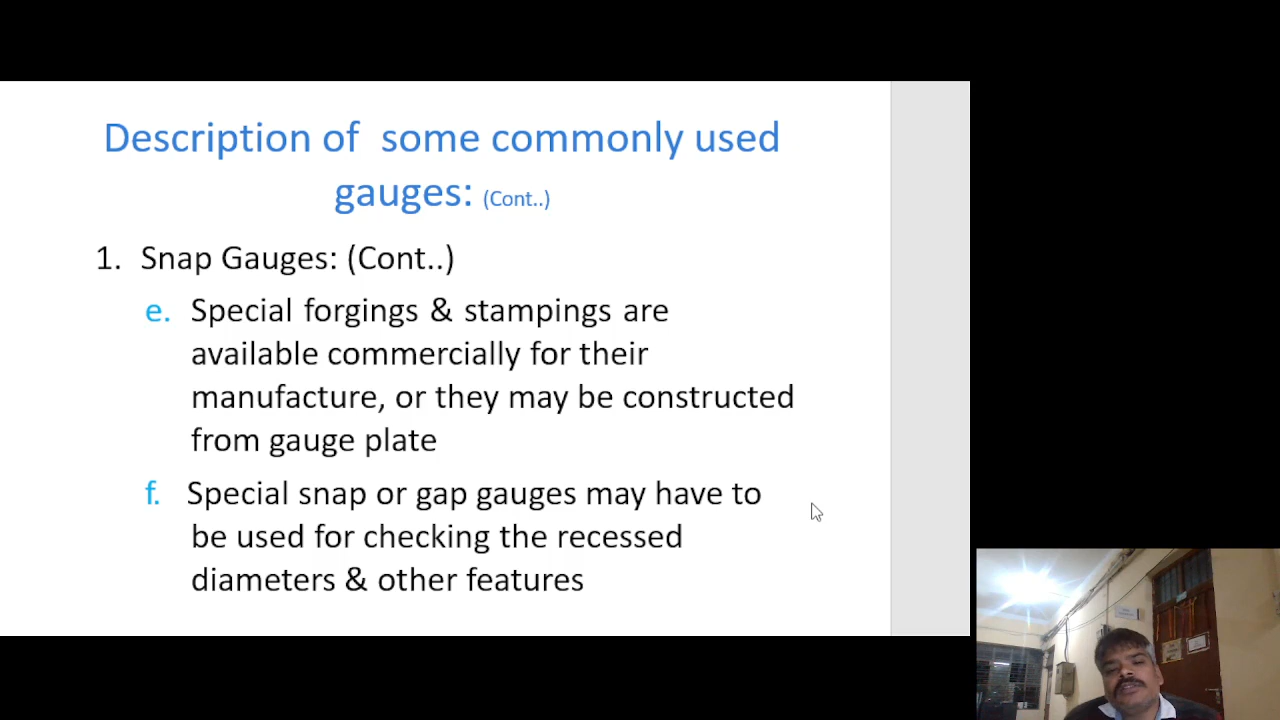 Description of some commonly used
gauges: (Cont..)
1. Snap Gauges: (Cont..)
e. Special forgings & stampings are
available commercially for their
manufacture, or they may be constructed
from gauge plate
f. Special snap or gap gauges may have to
be used for checking the recessed
diameters & other features